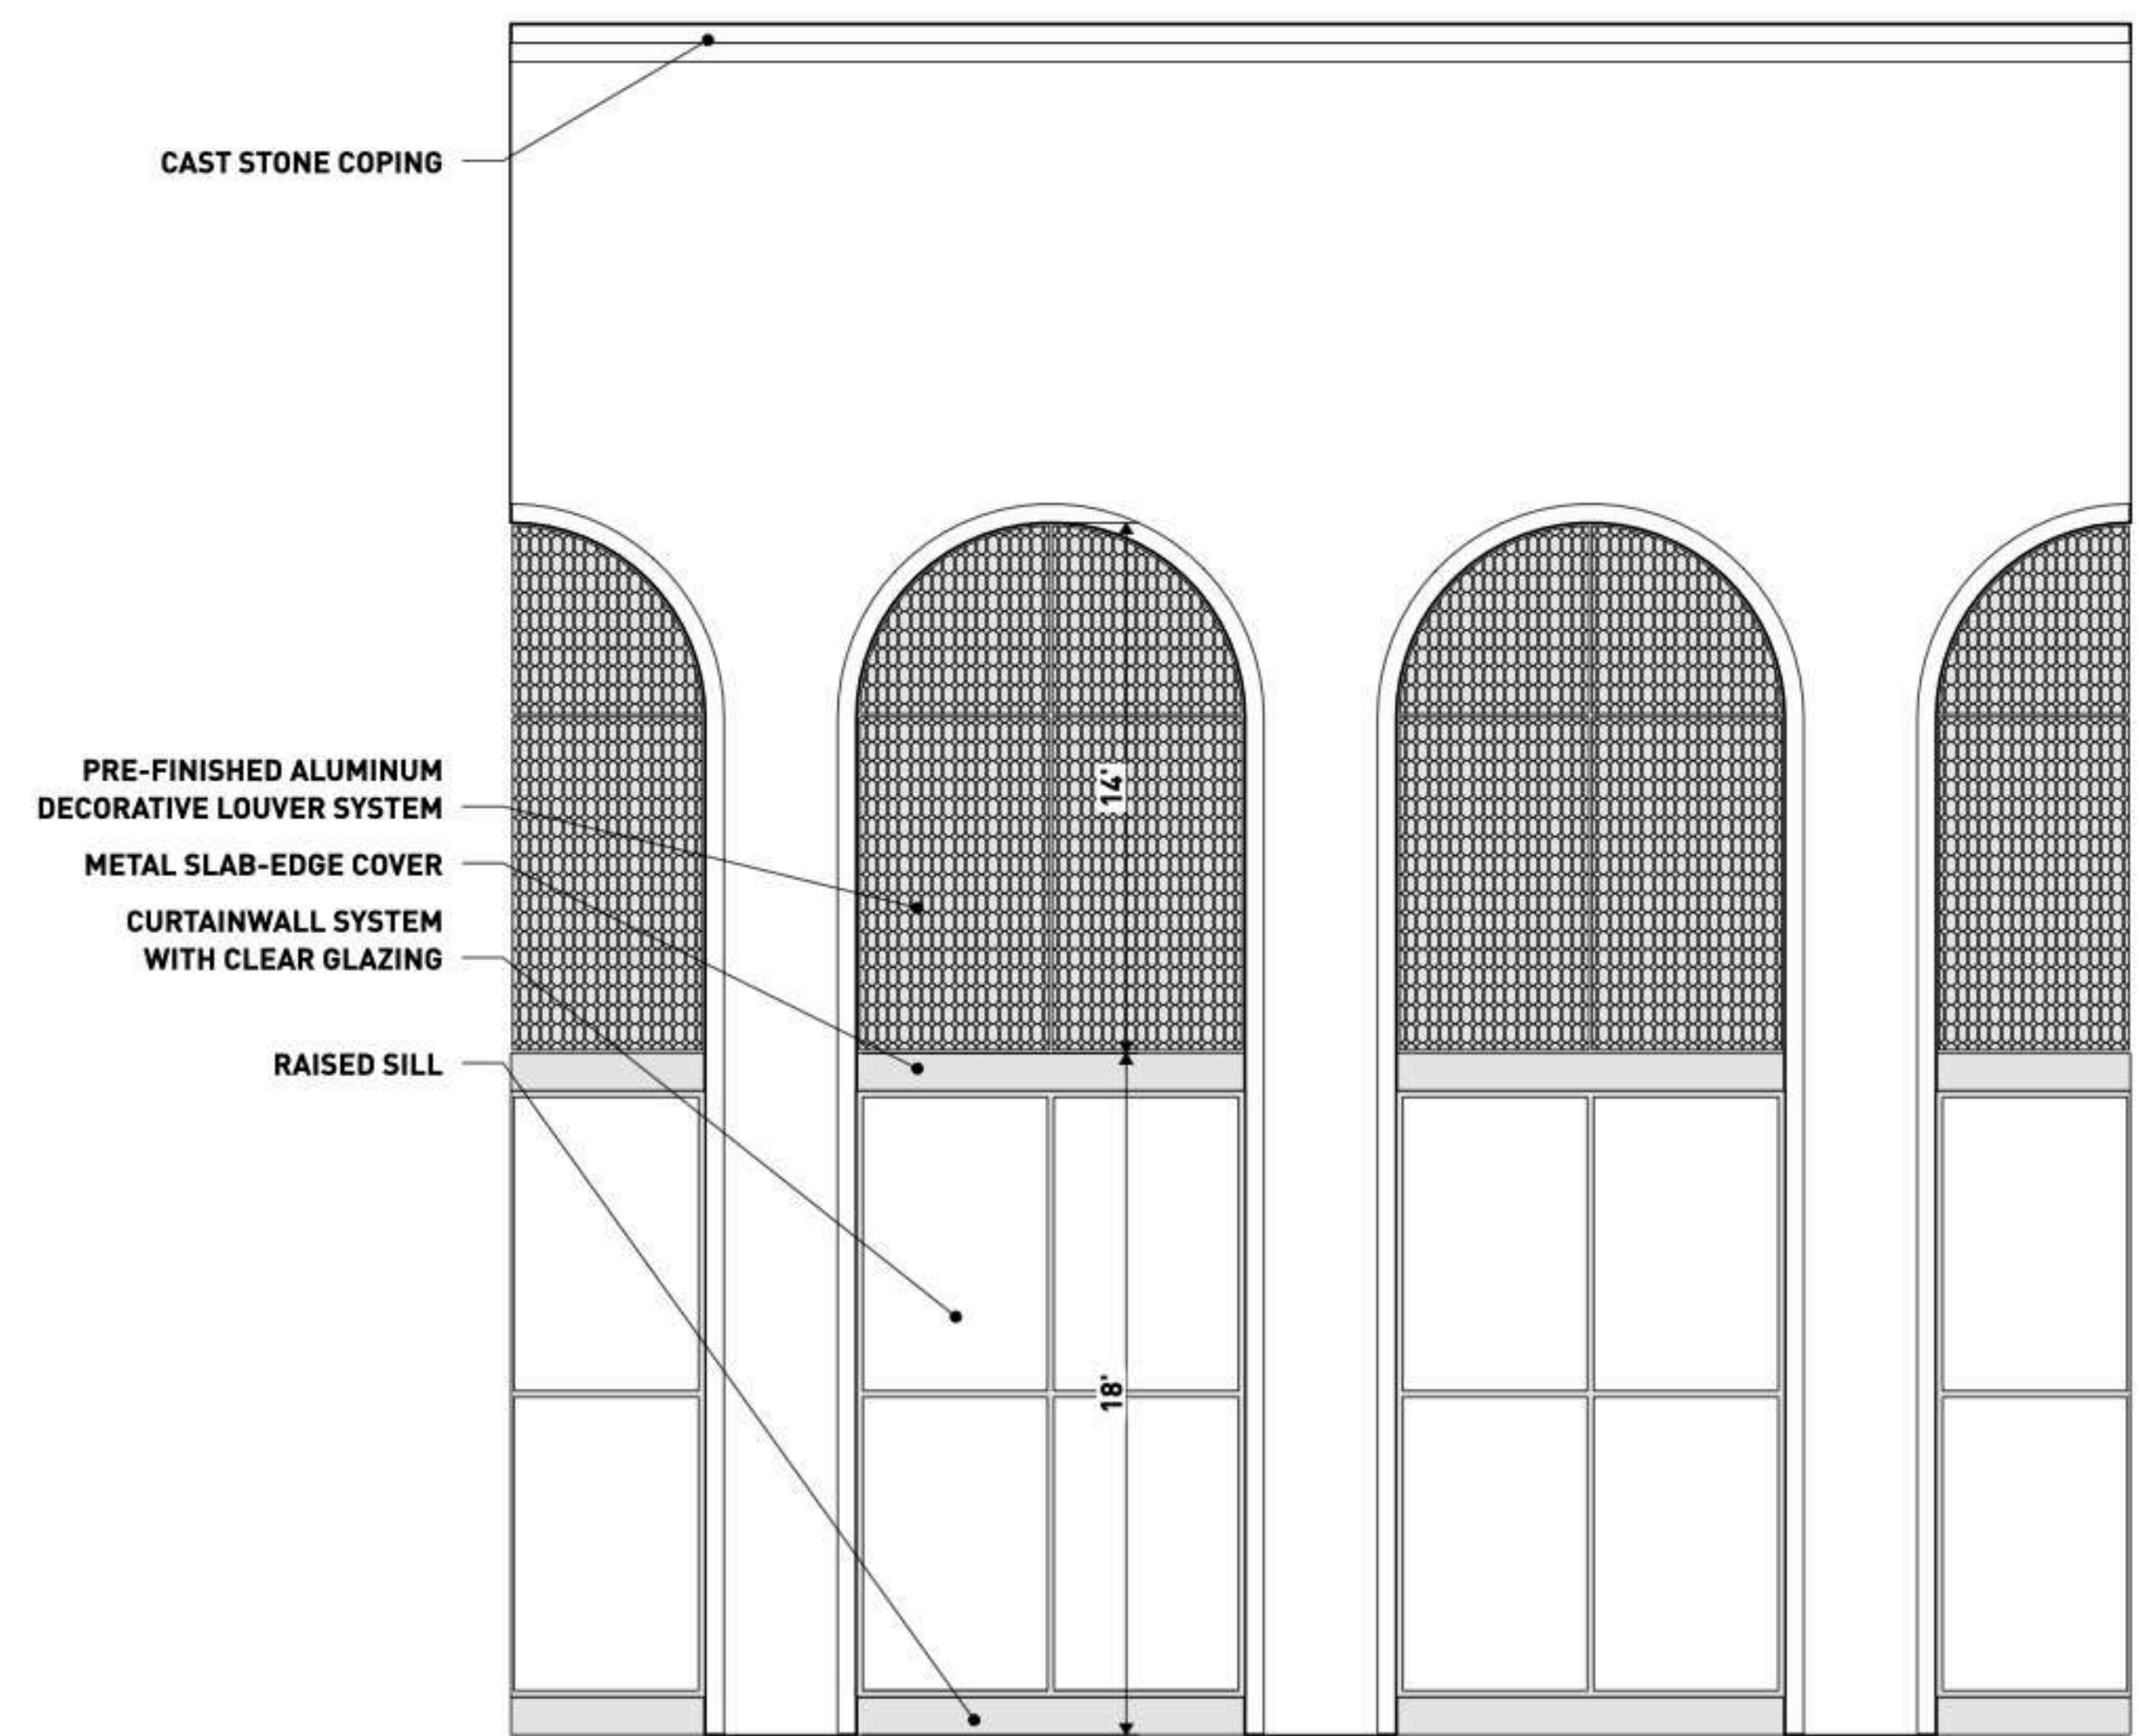 CAST STONE COPING
PRE-FINISHED ALUMINUM
DECORATIVE LOUVER SYSTEM
METAL SLAB-EDGE COVER
CURTAINWALL SYSTEM
WITH CLEAR GLAZING
RAISED SILL
14'
18'